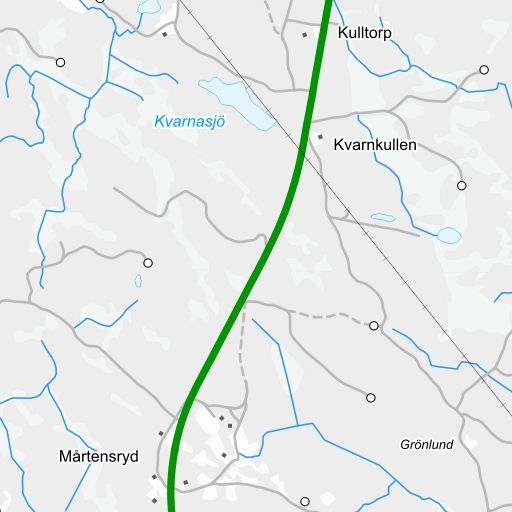 Kulltorp
Kvarnasjö
Kvarnkullen
Grönlund
Mårtensryd